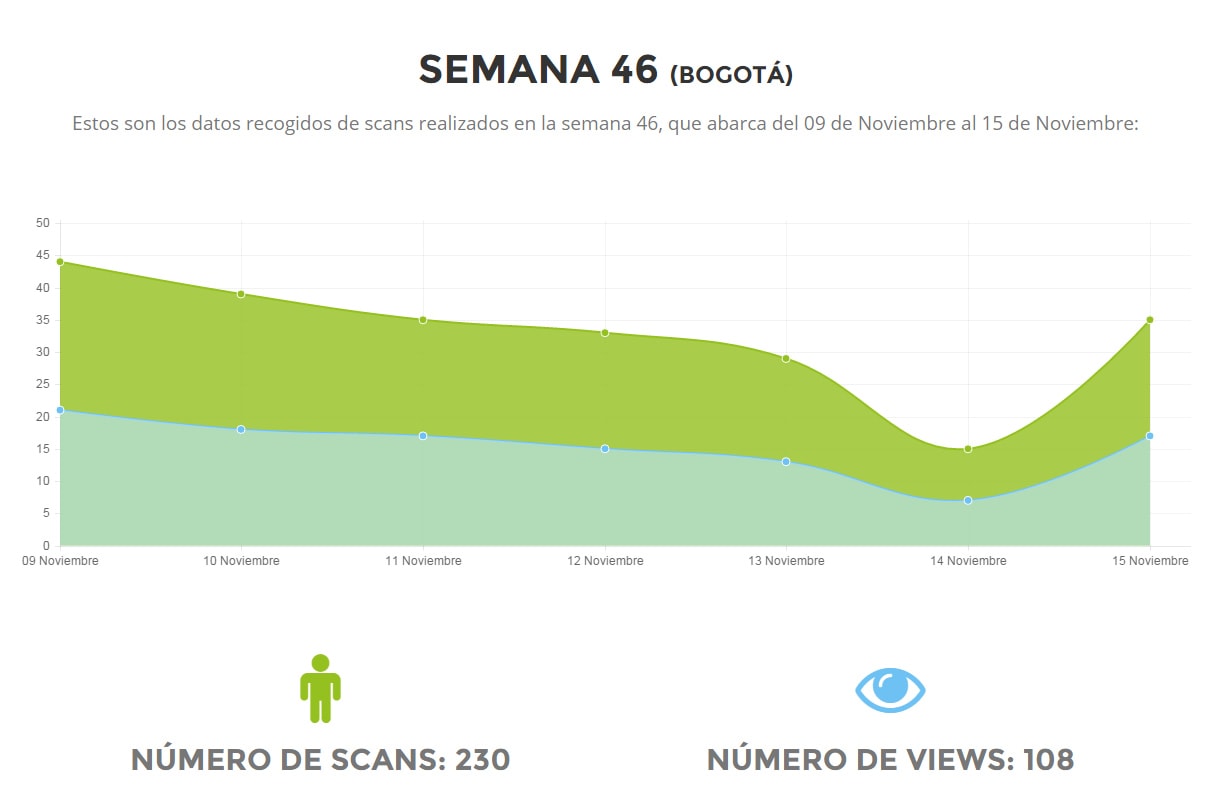 SEMANA 46 (BOGOTÁ)
Estos son los datos recogidos de scans realizados en la semana 46, que abarca del 09 de Noviembre al 15 de Noviembre:
50
45
40
35
30
25
20
15
10
5
0
09 Noviembre 10 Noviembre 11 Noviembre 12 Noviembre 13 Noviembre 14 Noviembre 15 Noviembre
NÚMERO DE SCANS: 230
NÚMERO DE VIEWS: 108